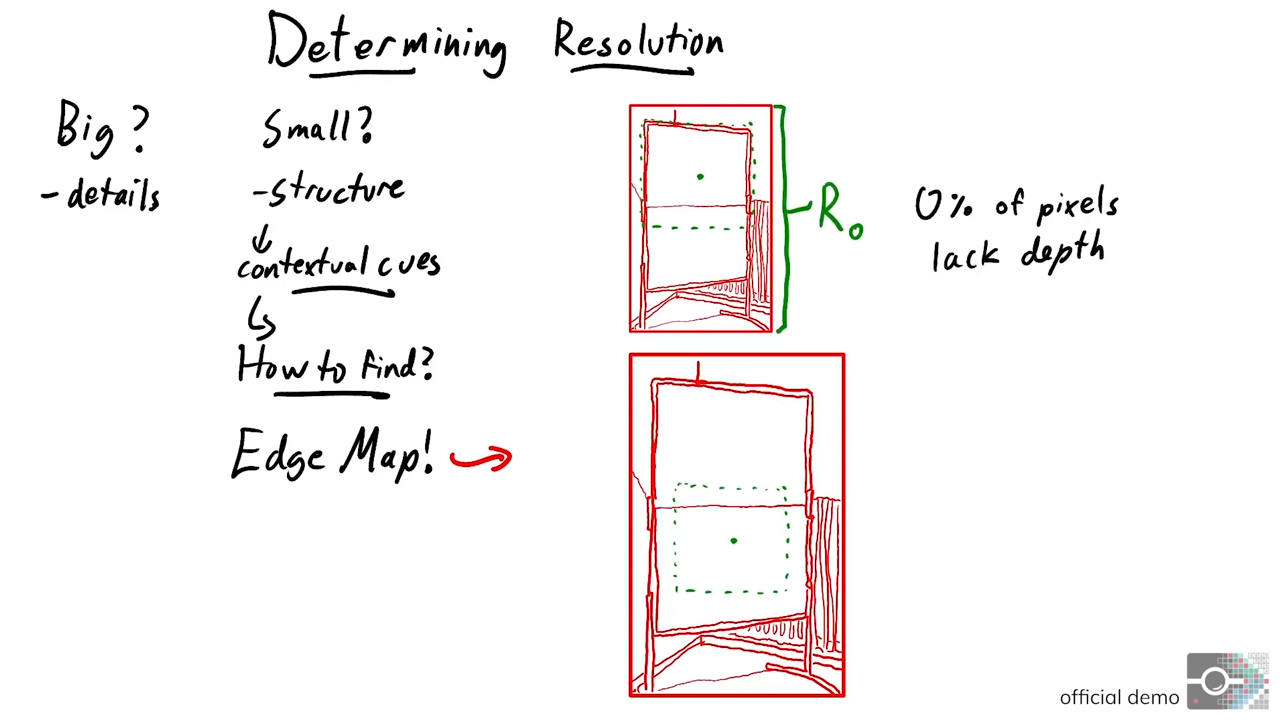 Determining Resolution
Big?
- details
Small?
- structure
contextual cues
How to find?
Edge Map!
R₀
0% of pixels
lack depth
official demo